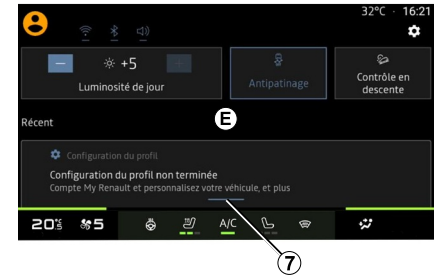 32°C · 16:21
+5
Luminosité de jour
Antipatinage
Contrôle en
descente
E
Récent
Configuration du profil
Configuration du profil non terminée
Compte My Renault et personnalisez votre véhicule, et plus
20°5 5 A/C
7